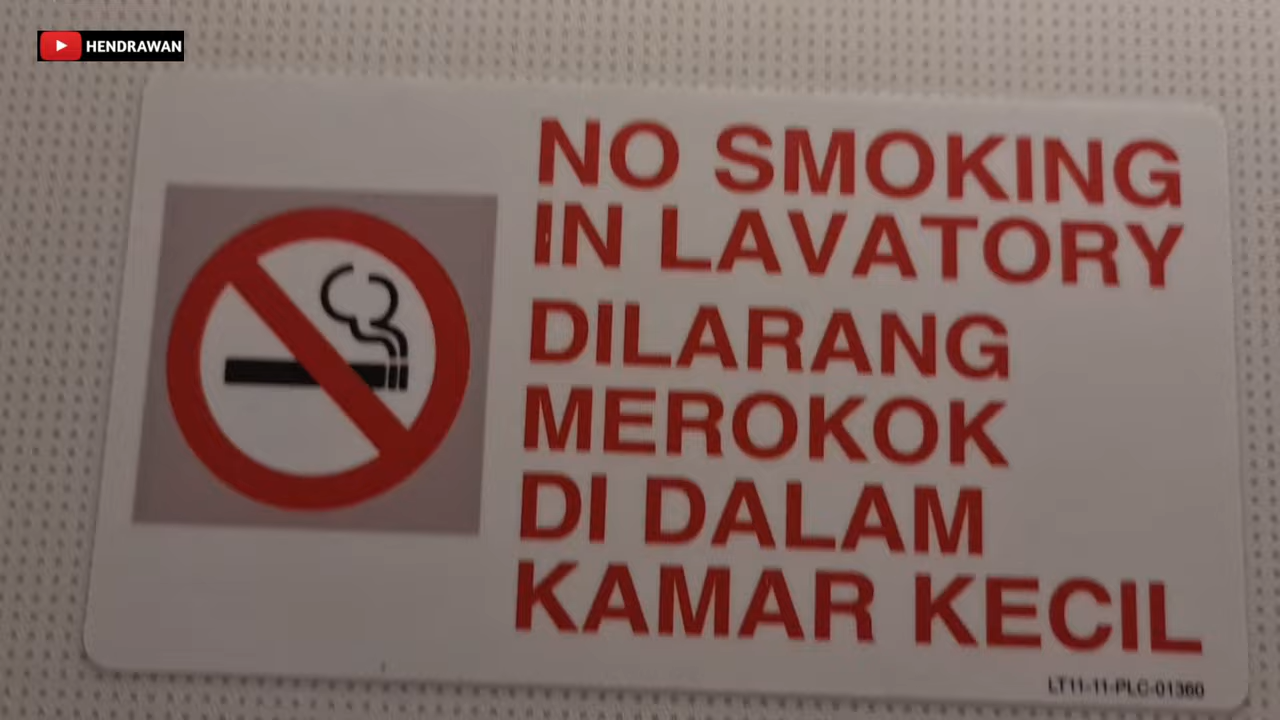 HENDRAWAN
NO SMOKING
IN LAVATORY
DILARANG
MEROKOK
DI DALAM
KAMAR KECIL
LT11-11-PLC-01360